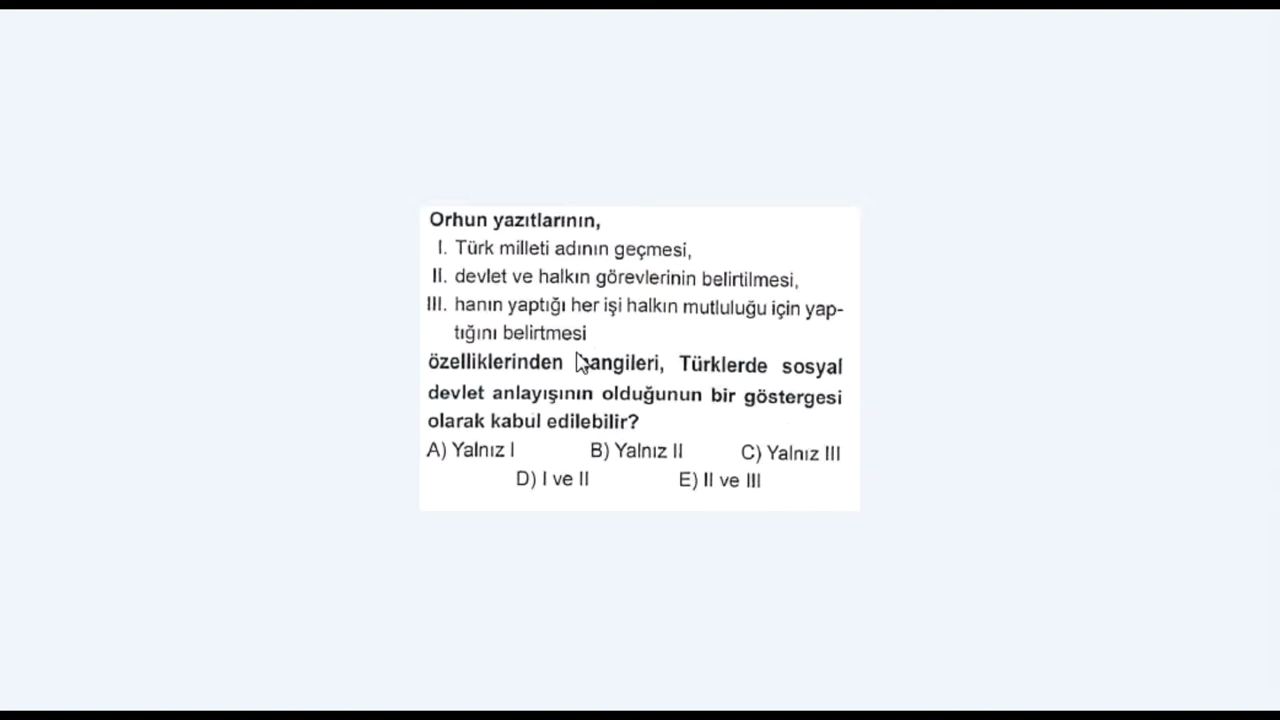 Orhun yazıtlarının,
I. Türk milleti adının geçmesi,
II. devlet ve halkın görevlerinin belirtilmesi,
III. hanın yaptığı her işi halkın mutluluğu için yap-
tığını belirtmesi
özelliklerinden hangileri, Türklerde sosyal
devlet anlayışının olduğunun bir göstergesi
olarak kabul edilebilir?
A) Yalnız I B) Yalnız II C) Yalnız III
D) I ve II E) II ve III